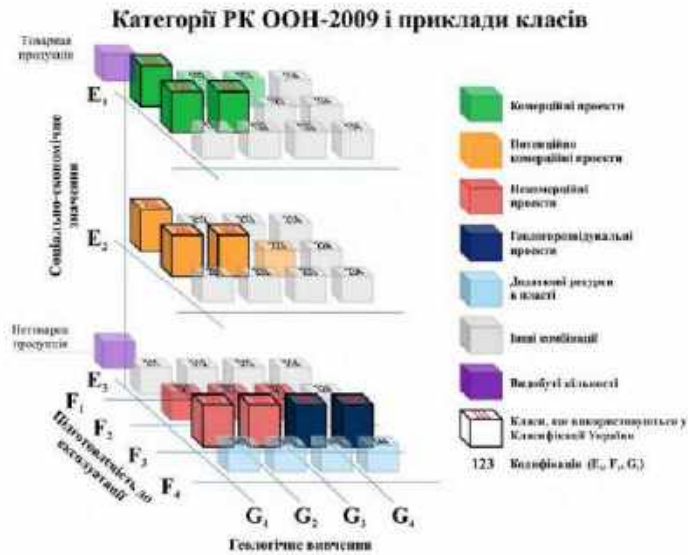 Категорії РК ООН-2009 і приклади класів
Товарная
продукція
E1
Соціально-економічне
значення
E2
Нетоварна
продукція
E3
F1
F2
F3
F4
Підготовленість до
експлуатації
G1
G2
G3
G4
Геологічне вивчення
Комерційні проекти
Потенційно
комерційні проекти
Некомерційні
проекти
Геологорозвідувальні
проекти
Додаткові ресурси
в пласті
Інші комбінації
Видобуті кількості
Класи, що використовуються у
Класифікації України
123 Кодифікація (E, F, G)